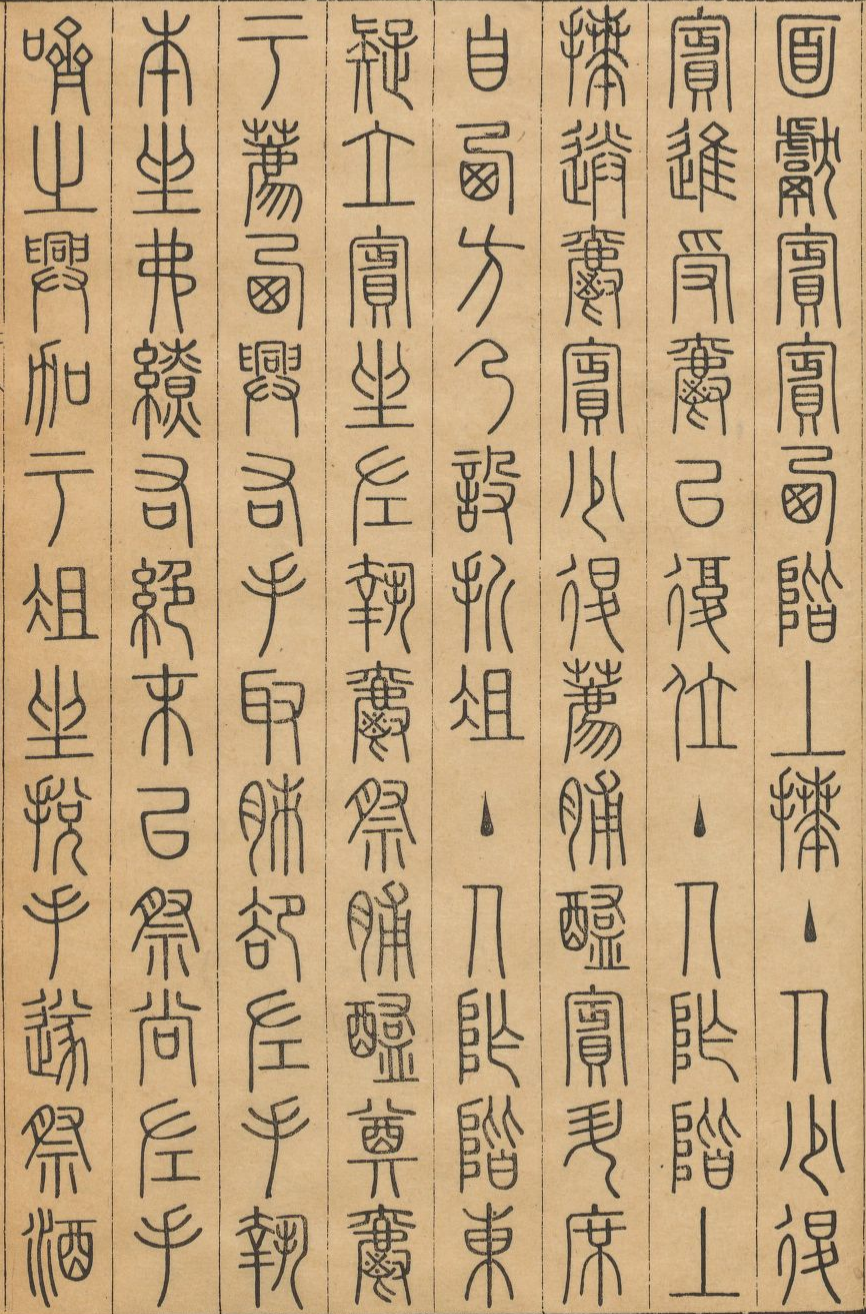 面獻賓賓西階上拜主人少退
賓進受爵以復位主人阼階上
拜送爵賓少退薦脯醢賓升席
自西方乃設折俎主人阼階東
疑立賓坐左執爵祭脯醢奠爵
于薦西興右手取肺卻左手執
本坐弗繚右絕末以祭尚左手
嚌之興加于俎坐挩手遂祭酒